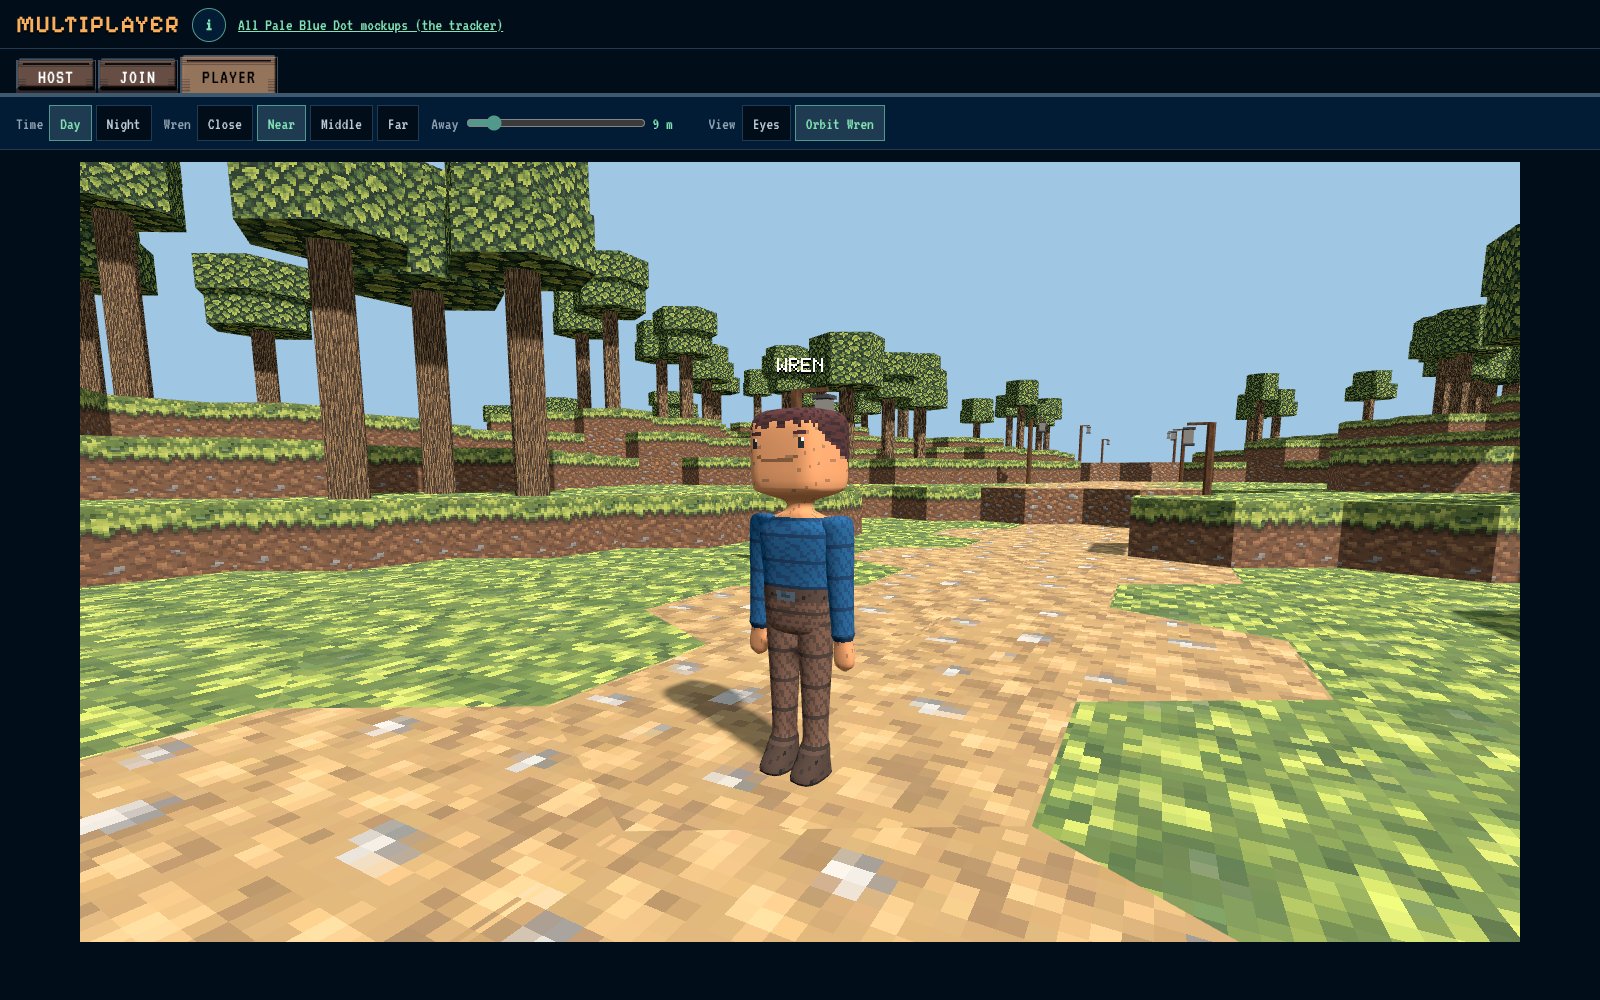 MULTIPLAYER i All Pale Blue Dot mockups (the tracker)
HOST JOIN PLAYER
Time Day Night Wren Close Near Middle Far Away 9 m View Eyes Orbit Wren
WREN